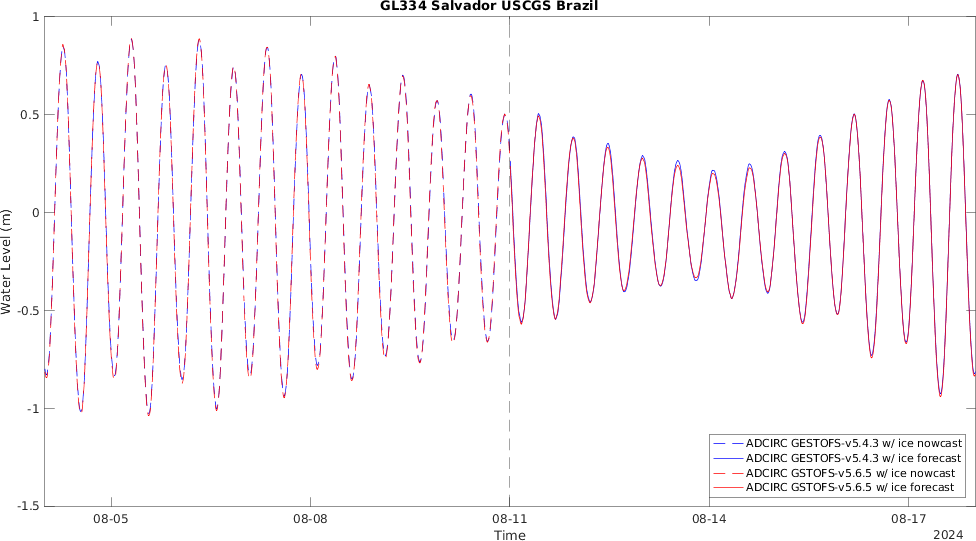 GL334 Salvador USCGS Brazil
1
0.5
0
-0.5
-1
-1.5
Water Level (m)
ADCIRC GESTOFS-v5.4.3 w/ ice nowcast
ADCIRC GESTOFS-v5.4.3 w/ ice forecast
ADCIRC GSTOFS-v5.6.5 w/ ice nowcast
ADCIRC GSTOFS-v5.6.5 w/ ice forecast
08-05 08-08 08-11 08-14 08-17
Time
2024